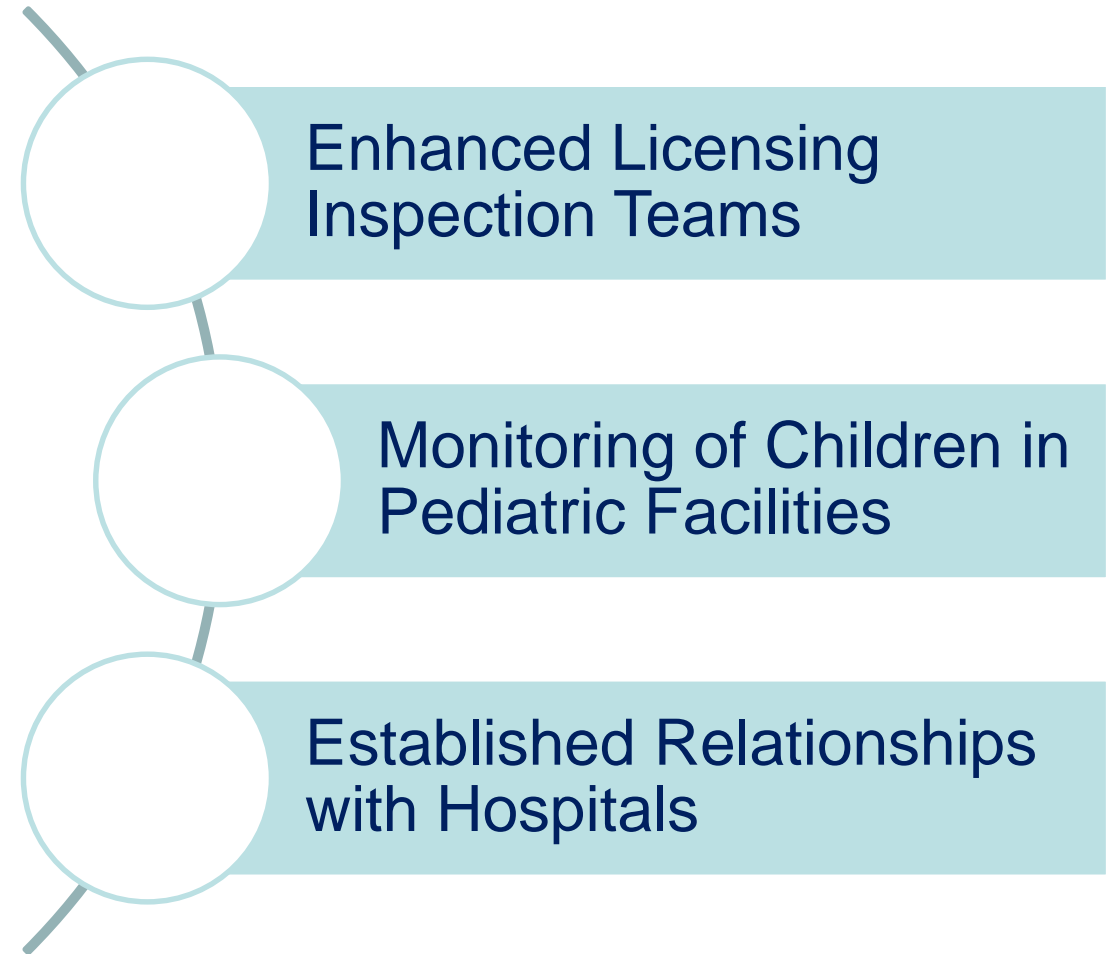 Enhanced Licensing
Inspection Teams
Monitoring of Children in
Pediatric Facilities
Established Relationships
with Hospitals